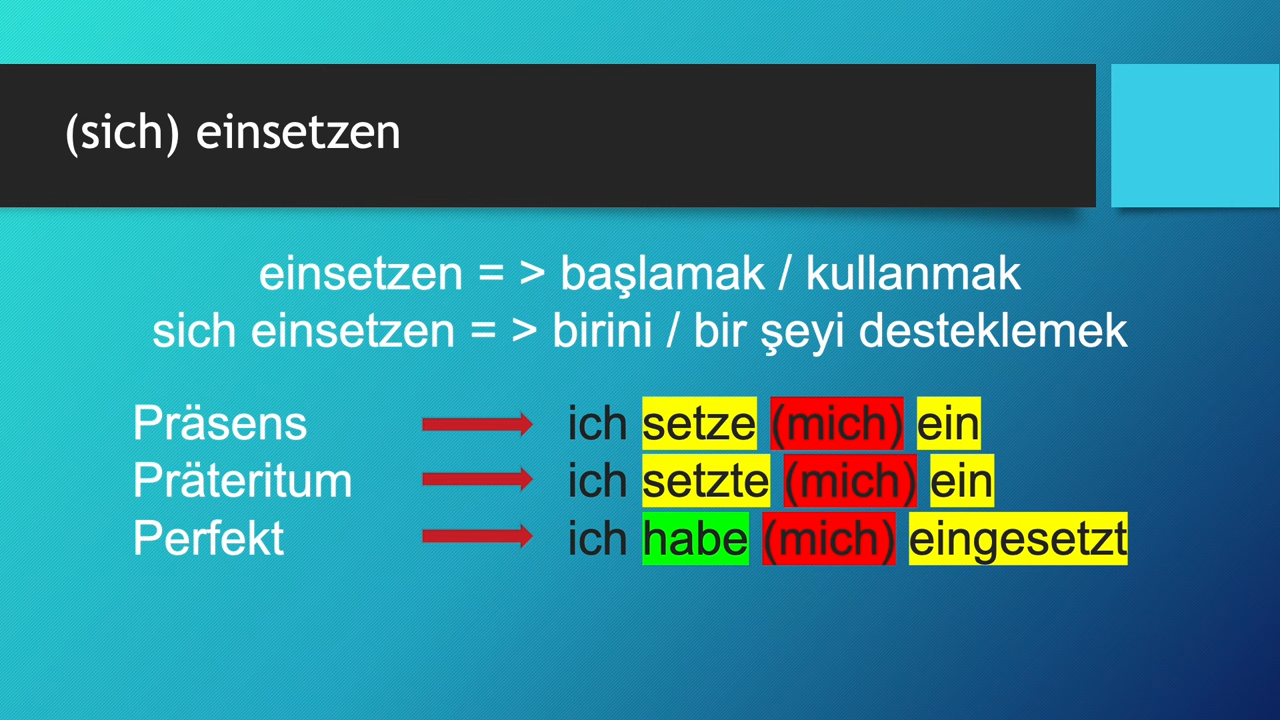 (sich) einsetzen
einsetzen = > başlamak / kullanmak
sich einsetzen = > birini / bir şeyi desteklemek
Präsens ich setze (mich) ein
Präteritum ich setzte (mich) ein
Perfekt ich habe (mich) eingesetzt